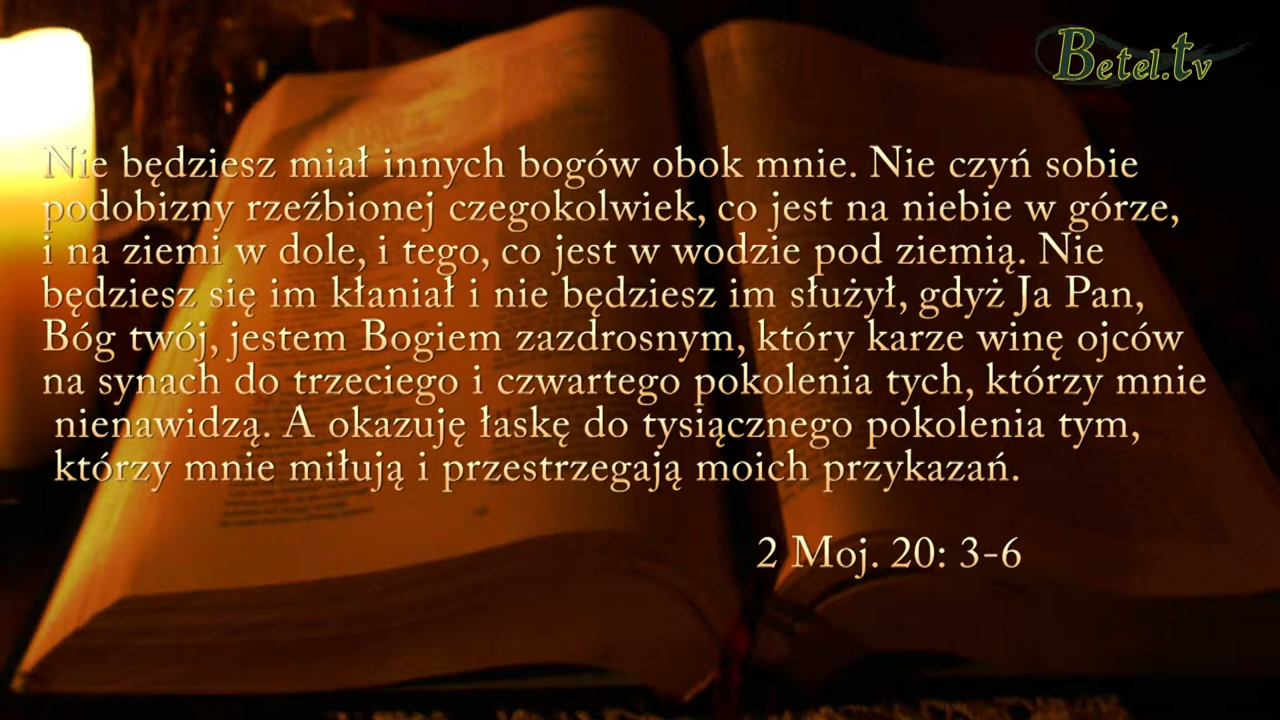 Betel.tv
Nie będziesz miał innych bogów obok mnie. Nie czyń sobie
podobizny rzeźbionej czegokolwiek, co jest na niebie w górze,
i na ziemi w dole, i tego, co jest w wodzie pod ziemią. Nie
będziesz się im kłaniał i nie będziesz im służył, gdyż Ja Pan,
Bóg twój, jestem Bogiem zazdrosnym, który karze winę ojców
na synach do trzeciego i czwartego pokolenia tych, którzy mnie
nienawidzą. A okazuję łaskę do tysiącznego pokolenia tym,
którzy mnie miłują i przestrzegają moich przykazań.
2 Moj. 20: 3-6